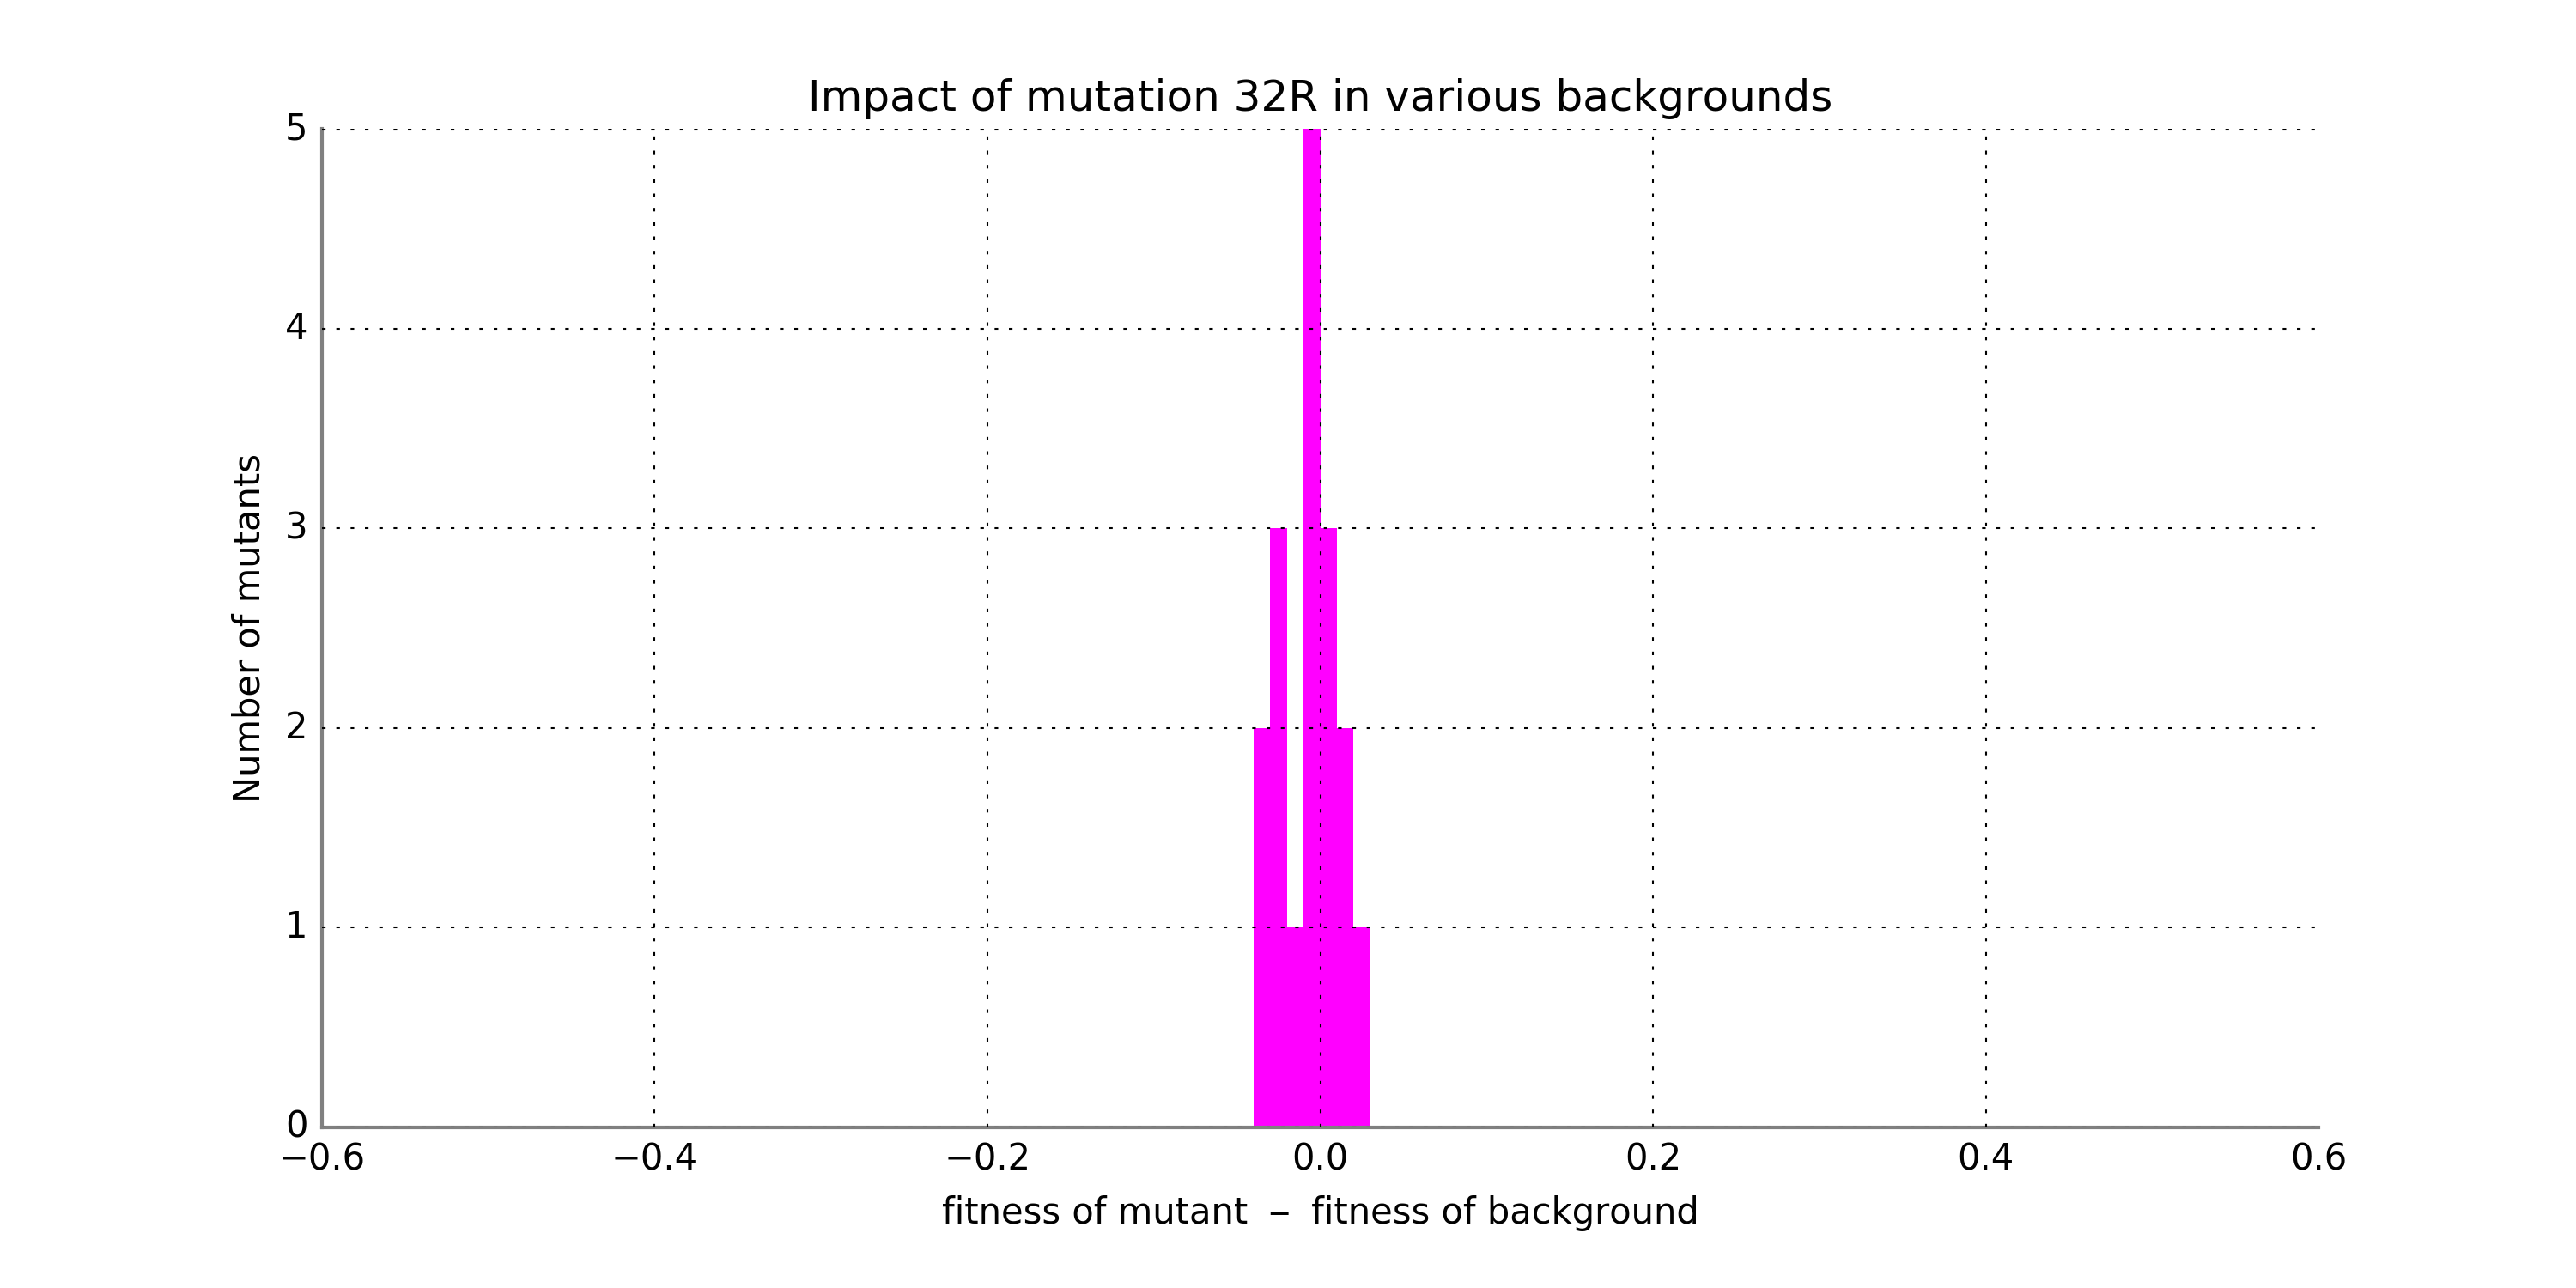 Impact of mutation 32R in various backgrounds
5
4
3
2
1
0
Number of mutants
−0.6 −0.4 −0.2 0.0 0.2 0.4 0.6
fitness of mutant − fitness of background